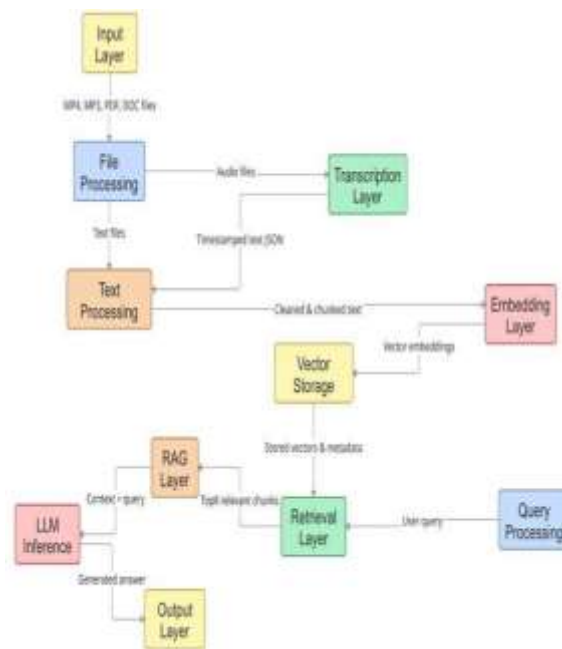 Input
Layer
MP4, MP3, PDF, DOC files
File
Processing
Audio files
Transcription
Layer
Text files
Timestamped text JSON
Text
Processing
Cleaned & chunked text
Embedding
Layer
Vector embeddings
Vector
Storage
Stored vectors & metadata
RAG
Layer
Context + query
TopK relevant chunks
LLM
Inference
Retrieval
Layer
User query
Query
Processing
Generated answer
Output
Layer